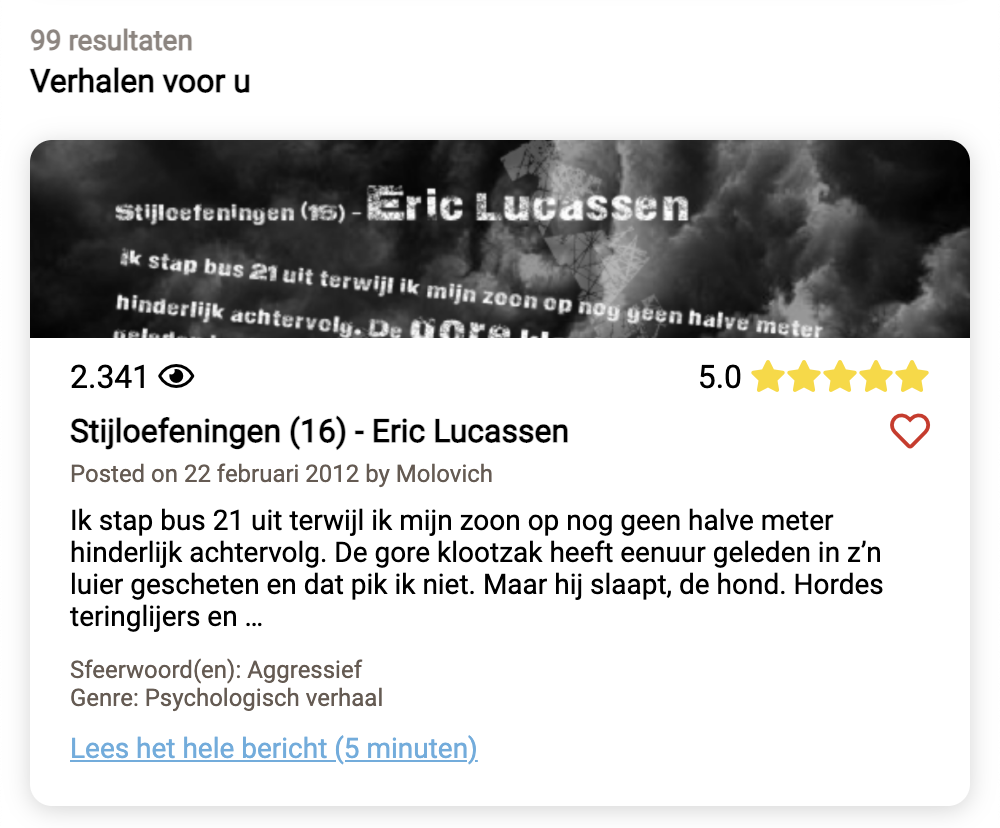 99 resultaten
Verhalen voor u
Stijloefeningen (15) - Eric Lucassen
ik stap bus 21 uit terwijl ik mijn zoon op nog geen halve meter
hinderlijk achtervolg. De gore
2.341
5.0
Stijloefeningen (16) - Eric Lucassen
Posted on 22 februari 2012 by Molovich
Ik stap bus 21 uit terwijl ik mijn zoon op nog geen halve meter
hinderlijk achtervolg. De gore klootzak heeft eenuur geleden in z’n
luier gescheten en dat pik ik niet. Maar hij slaapt, de hond. Hordes
teringlijers en ...
Sfeerwoord(en): Aggressief
Genre: Psychologisch verhaal
Lees het hele bericht (5 minuten)